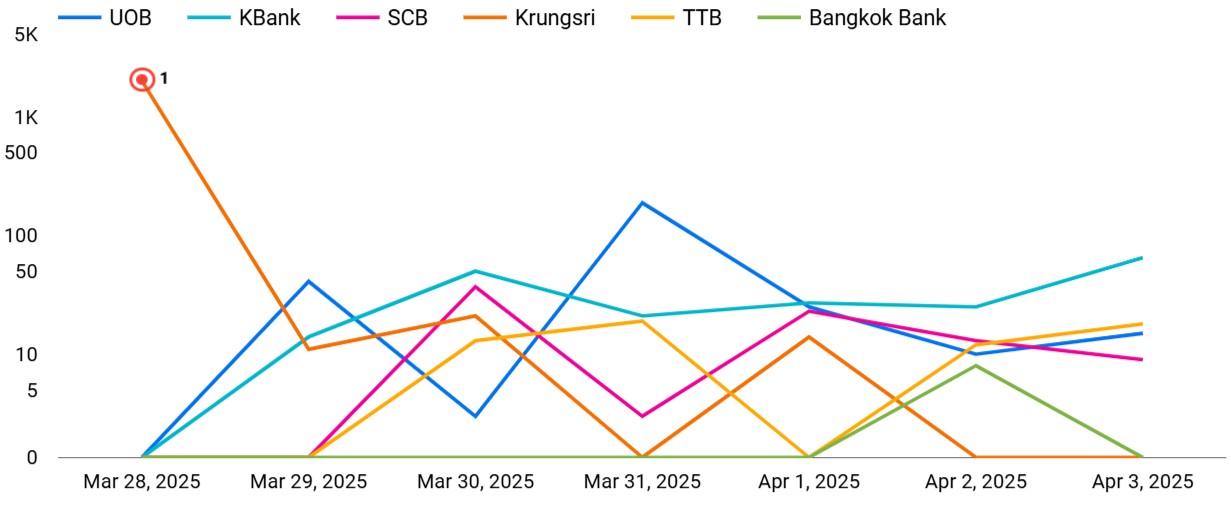 UOB KBank SCB Krungsri TTB Bangkok Bank
5K
1
1K
500
100
50
10
5
0
Mar 28, 2025 Mar 29, 2025 Mar 30, 2025 Mar 31, 2025 Apr 1, 2025 Apr 2, 2025 Apr 3, 2025